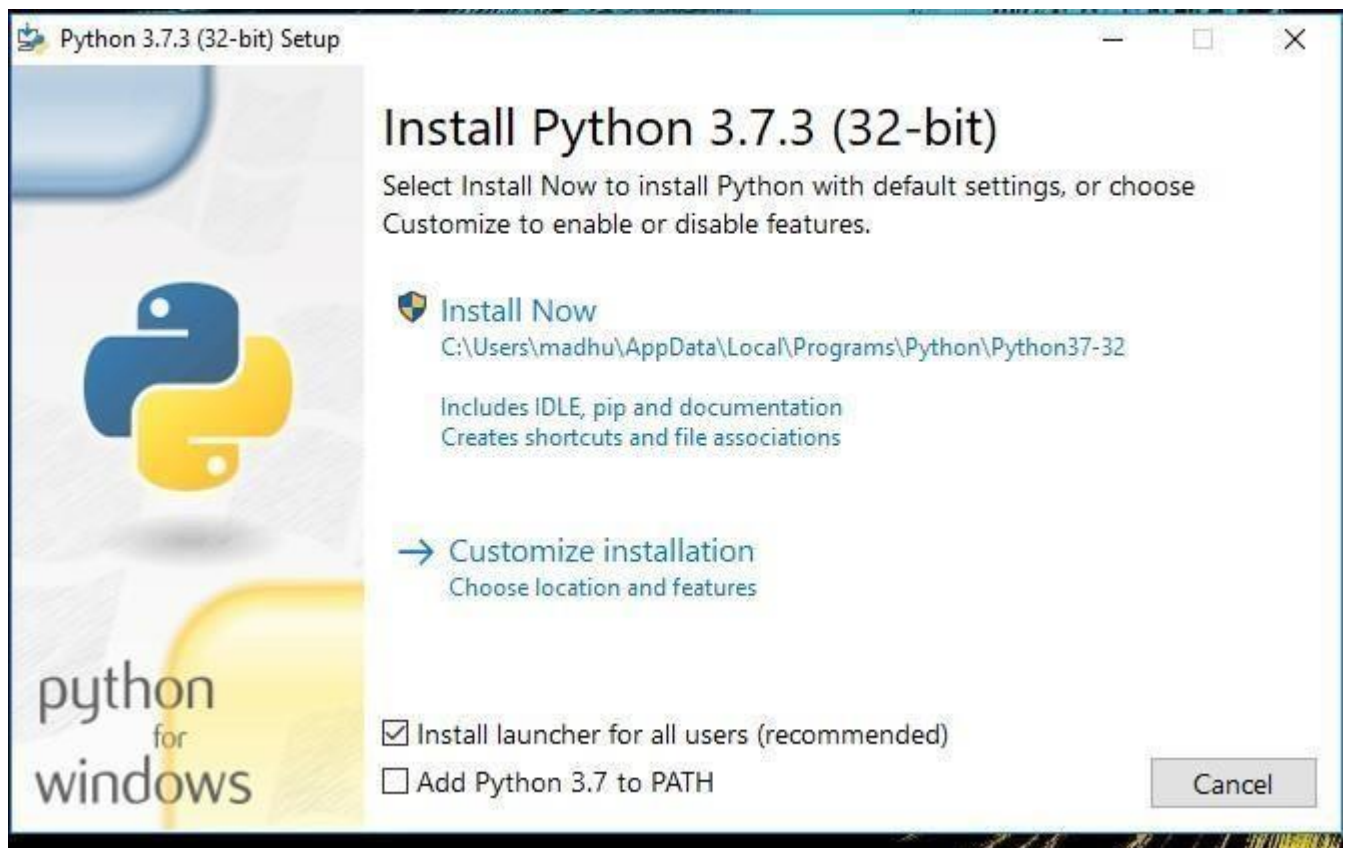 Python 3.7.3 (32-bit) Setup
Install Python 3.7.3 (32-bit)
Select Install Now to install Python with default settings, or choose
Customize to enable or disable features.
Install Now
C:\Users\madhu\AppData\Local\Programs\Python\Python37-32
Includes IDLE, pip and documentation
Creates shortcuts and file associations
Customize installation
Choose location and features
python
for
windows
Install launcher for all users (recommended)
Add Python 3.7 to PATH
Cancel